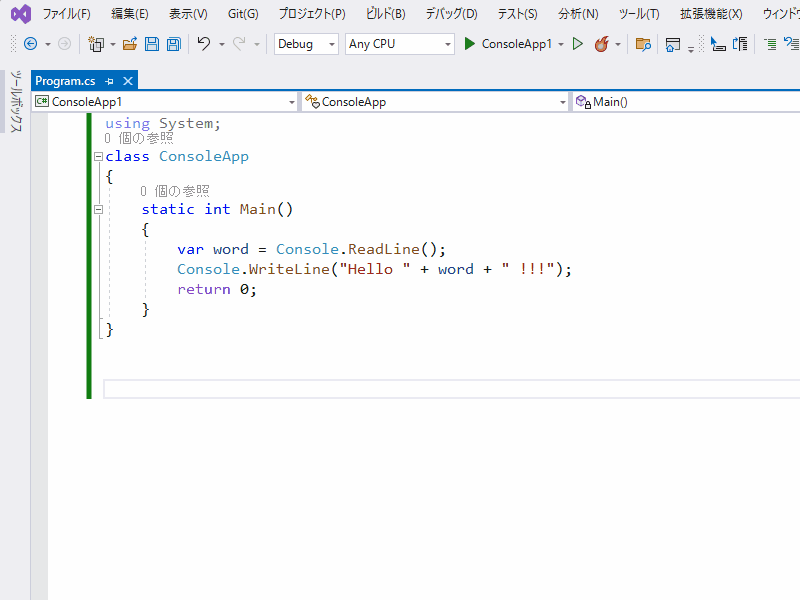 ファイル(F) 編集(E) 表示(V) Git(G) プロジェクト(P) ビルド(B) デバッグ(D) テスト(S) 分析(N) ツール(T) 拡張機能(X) ウィンドウ
Debug Any CPU ConsoleApp1
ツールボックス
Program.cs
C# ConsoleApp1 ConsoleApp Main()
using System;
0 個の参照
class ConsoleApp
{
0 個の参照
static int Main()
{
var word = Console.ReadLine();
Console.WriteLine("Hello " + word + " !!!");
return 0;
}
}